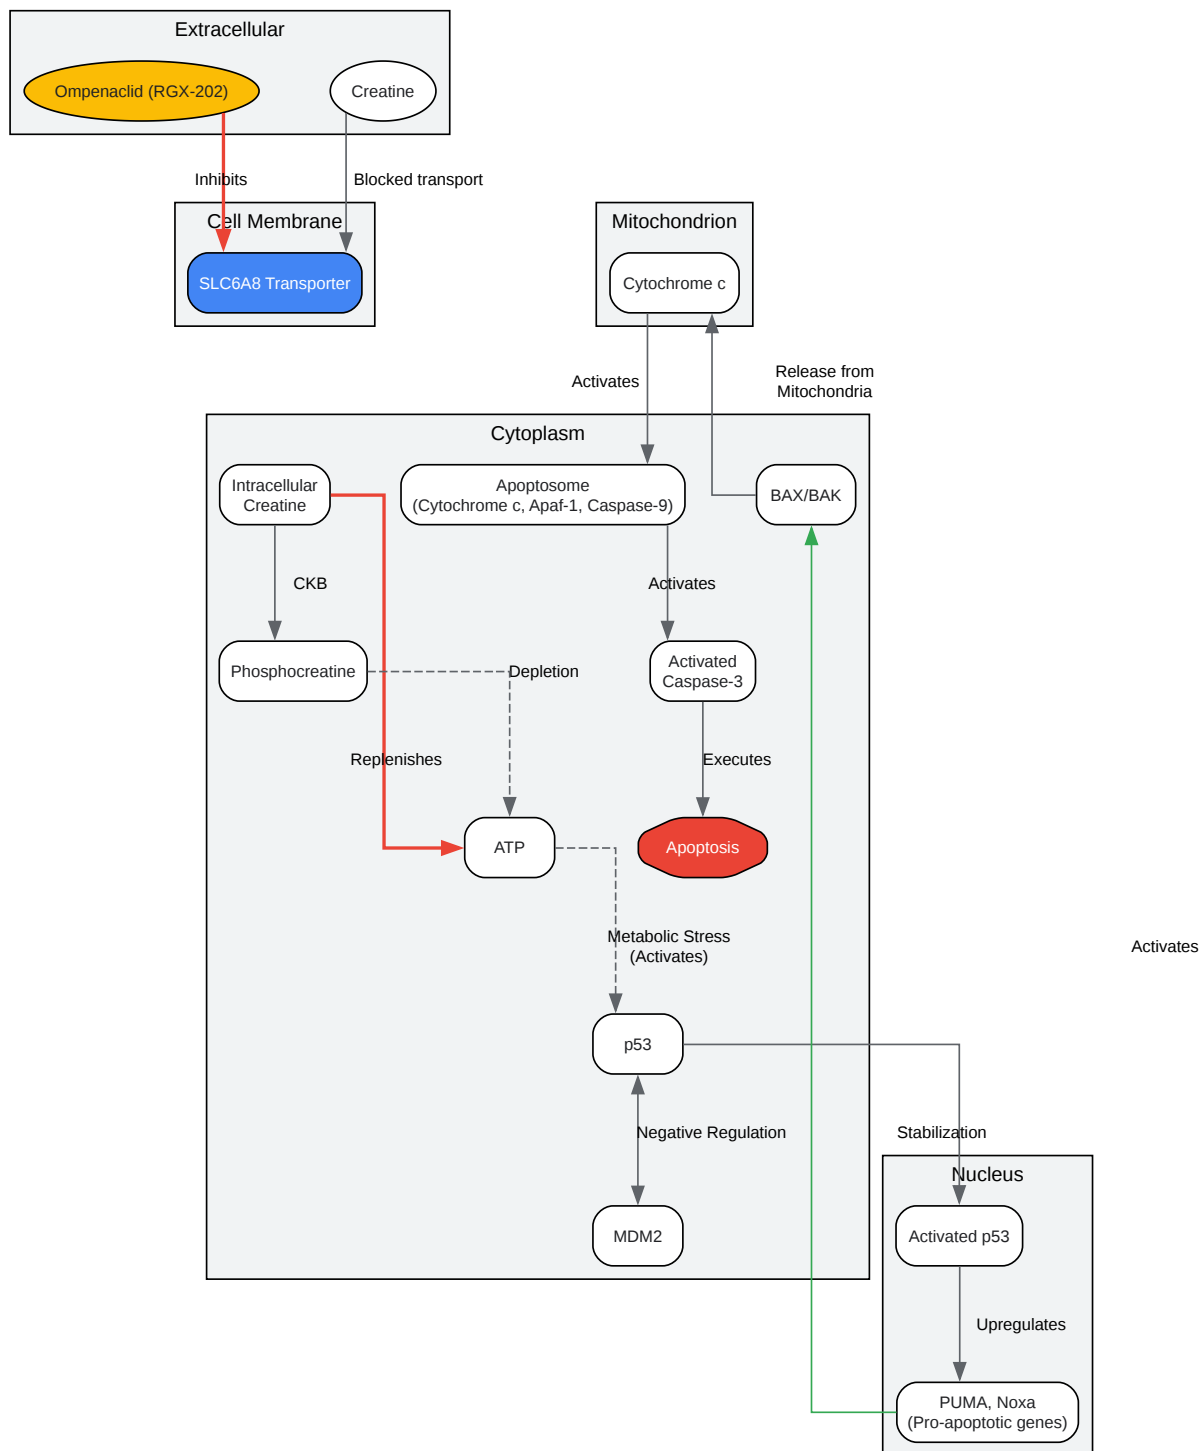 Extracellular
Ompenaclid (RGX-202)
Creatine
Inhibits
Blocked transport
Cell Membrane
Mitochondrion
SLC6A8 Transporter
Cytochrome c
Activates
Release from
Mitochondria
Cytoplasm
Intracellular
Creatine
Apoptosome
(Cytochrome c, Apaf-1, Caspase-9)
BAX/BAK
CKB
Activates
Phosphocreatine
Depletion
Activated
Caspase-3
Replenishes
Executes
ATP
Apoptosis
Metabolic Stress
(Activates)
Activates
p53
Negative Regulation
Stabilization
Nucleus
MDM2
Activated p53
Upregulates
PUMA, Noxa
(Pro-apoptotic genes)